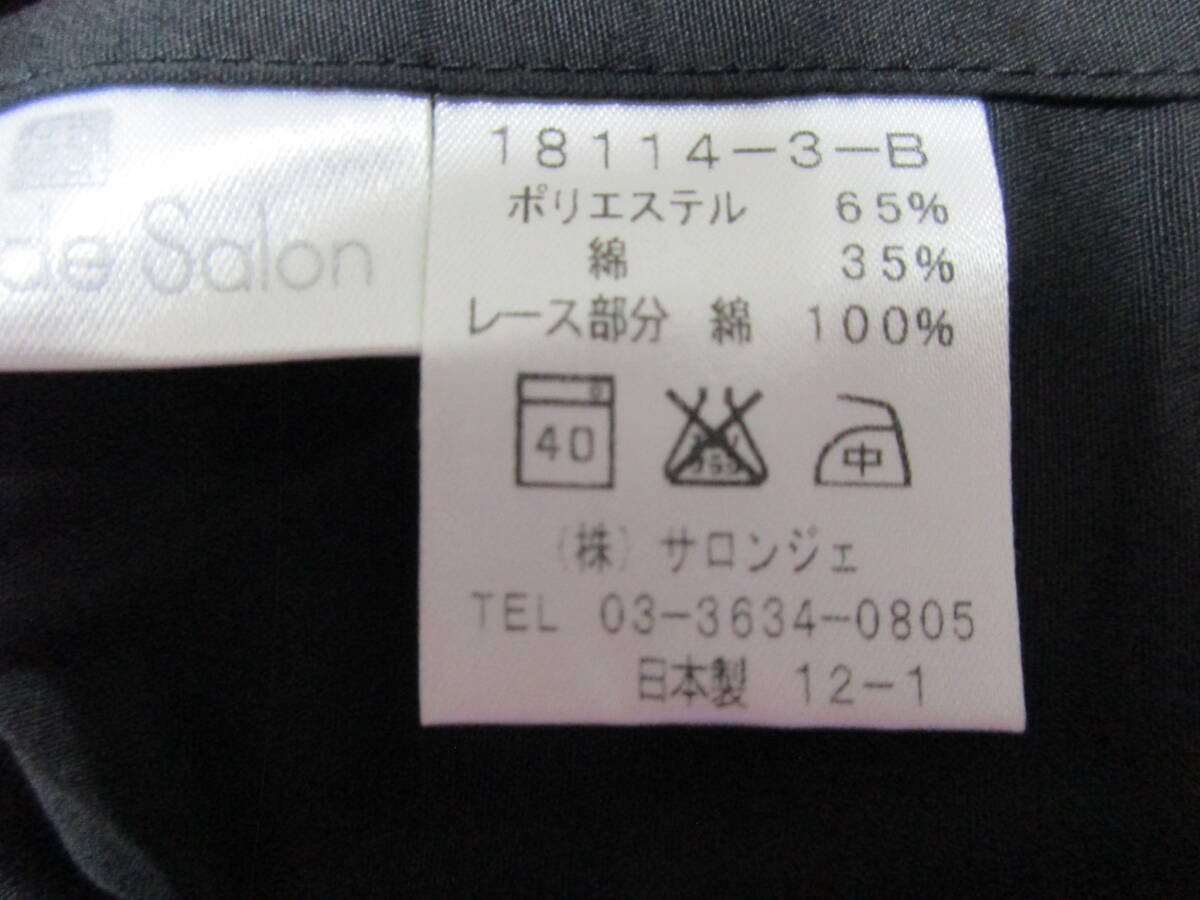 de Salon
18114-3-B
ポリエステル 65%
綿 35%
レース部分 綿 100%
40
中
(株) サロンジェ
TEL 03-3634-0805
日本製 12-1